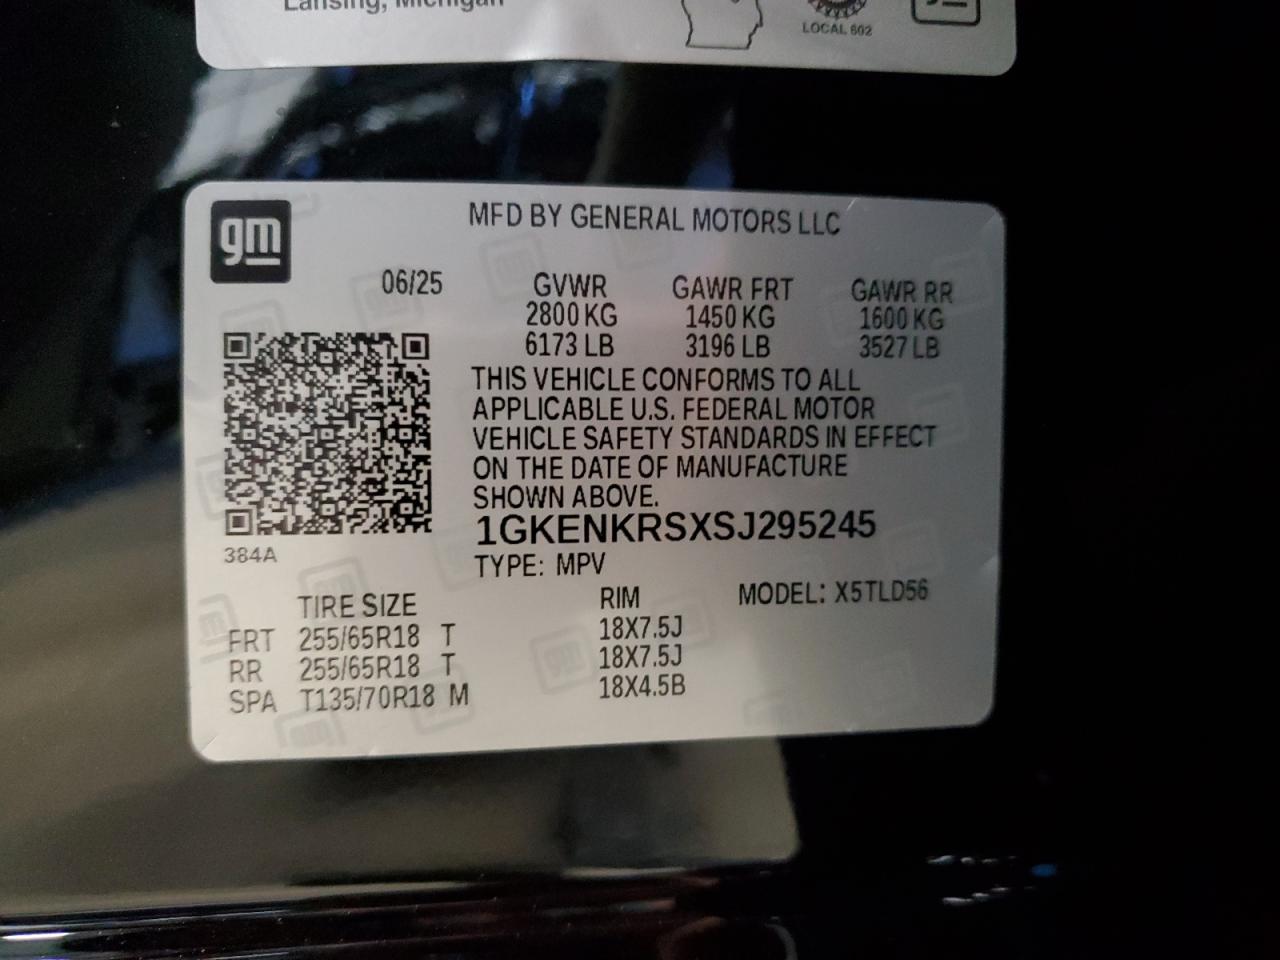 Lansing, Michigan
LOCAL 602
gm
MFD BY GENERAL MOTORS LLC
06/25 GVWR GAWR FRT GAWR RR
2800 KG 1450 KG 1600 KG
6173 LB 3196 LB 3527 LB
THIS VEHICLE CONFORMS TO ALL
APPLICABLE U.S. FEDERAL MOTOR
VEHICLE SAFETY STANDARDS IN EFFECT
ON THE DATE OF MANUFACTURE
SHOWN ABOVE.
1GKENKRSXSJ295245
384A
TYPE: MPV
TIRE SIZE RIM MODEL: X5TLD56
FRT 255/65R18 T 18X7.5J
RR 255/65R18 T 18X7.5J
SPA T135/70R18 M 18X4.5B